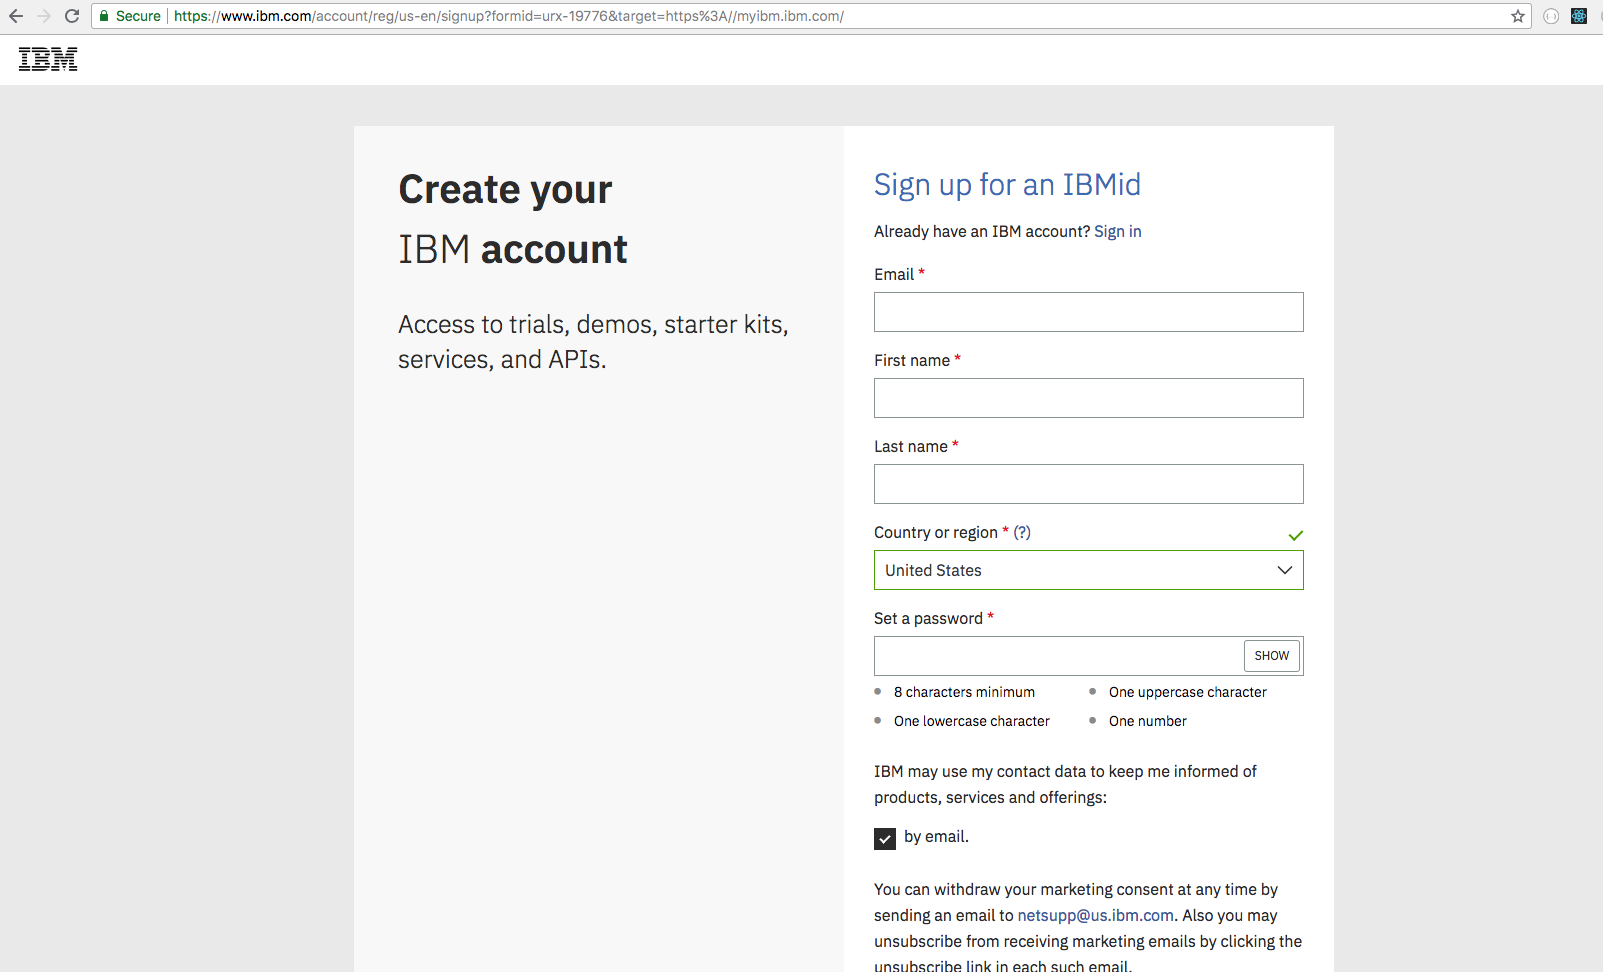 Secure https://www.ibm.com/account/reg/us-en/signup?formid=urx-19776&target=https%3A//myibm.ibm.com/
IBM
Create your
IBM account
Access to trials, demos, starter kits,
services, and APIs.
Sign up for an IBMid
Already have an IBM account? Sign in
Email *
First name *
Last name *
Country or region * (?)
United States
Set a password *
SHOW
8 characters minimum
One uppercase character
One lowercase character
One number
IBM may use my contact data to keep me informed of
products, services and offerings:
by email.
You can withdraw your marketing consent at any time by
sending an email to netsupp@us.ibm.com. Also you may
unsubscribe from receiving marketing emails by clicking the
unsubscribe link in each such email.